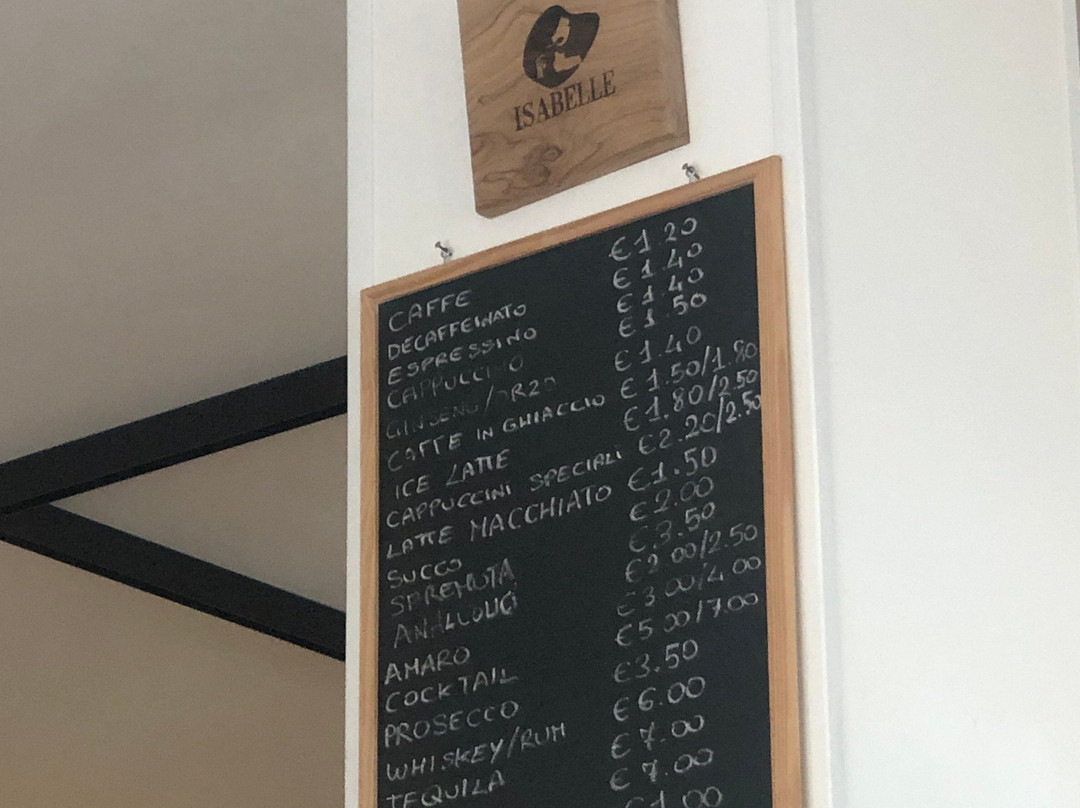 ISABELLE
CAFFE €1.20
DECAFFEINATO €1.40
ESPRESSINO €1.40
CAPPUCCINO €1.50
GINSENG/ORZO €1.40
CAFFE IN GHIACCIO €1.50/1.80
ICE LATTE €1.80/2.50
CAPPUCCINI SPECIALI €2.20/2.50
LATTE MACCHIATO €1.50
SUCCO €2.00
SPREMUTA €3.50
ANALCOLICI €2.00/2.50
AMARO €3.00/4.00
COCKTAIL €5.00/7.00
PROSECCO €3.50
WHISKEY/RUM €6.00
TEQUILA €7.00
€7.00
€1.00